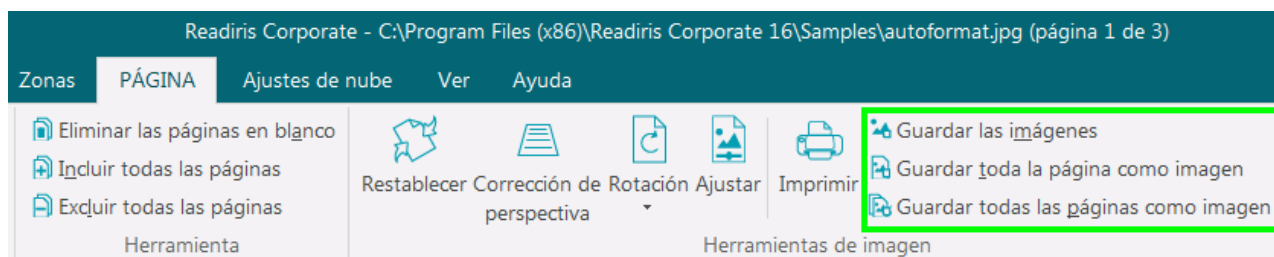 Readiris Corporate - C:\Program Files (x86)\Readiris Corporate 16\Samples\autoformat.jpg (página 1 de 3)
Zonas PÁGINA Ajustes de nube Ver Ayuda
Eliminar las páginas en blanco
Incluir todas las páginas
Excluir todas las páginas
Herramienta
Restablecer
Corrección de
perspectiva
Rotación
Ajustar
Imprimir
Guardar las imágenes
Guardar toda la página como imagen
Guardar todas las páginas como imagen
Herramientas de imagen